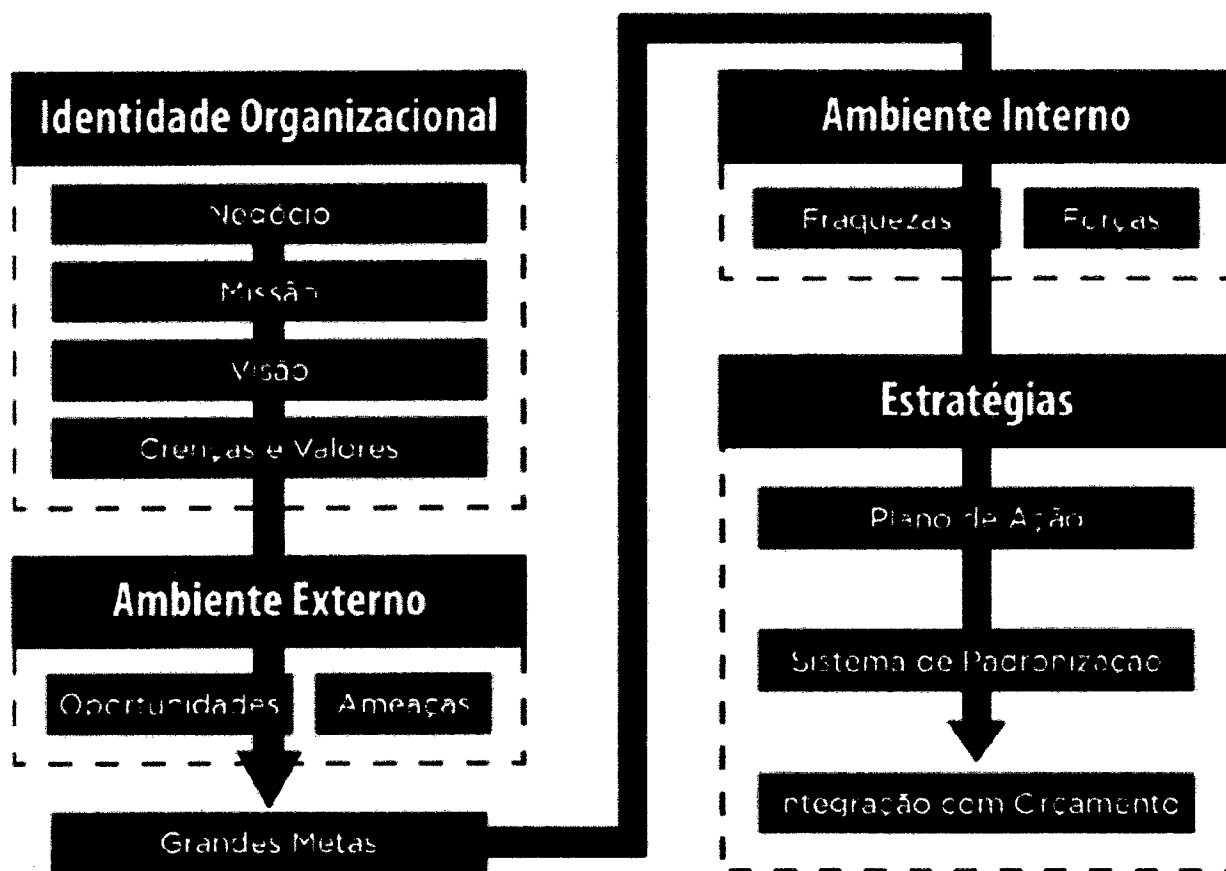 Identidade Organizacional
Negócio
Missão
Visão
Crenças e Valores
Ambiente Externo
Oportunidades
Ameaças
Grandes Metas
Ambiente Interno
Fraquezas
Forças
Estratégias
Plano de Ação
Sistema de Padronização
Integração com Orçamento